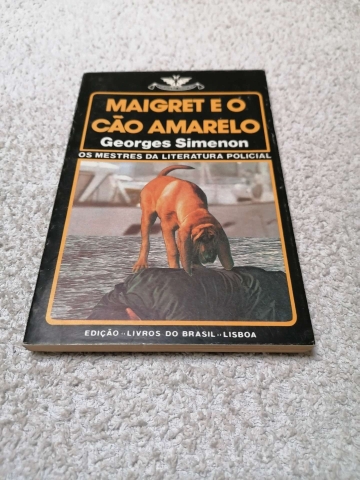 MAIGRET E O
CÃO AMARELO
Georges Simenon
OS MESTRES DA LITERATURA POLICIAL
EDIÇÃO ·· LIVROS DO BRASIL ·· LISBOA